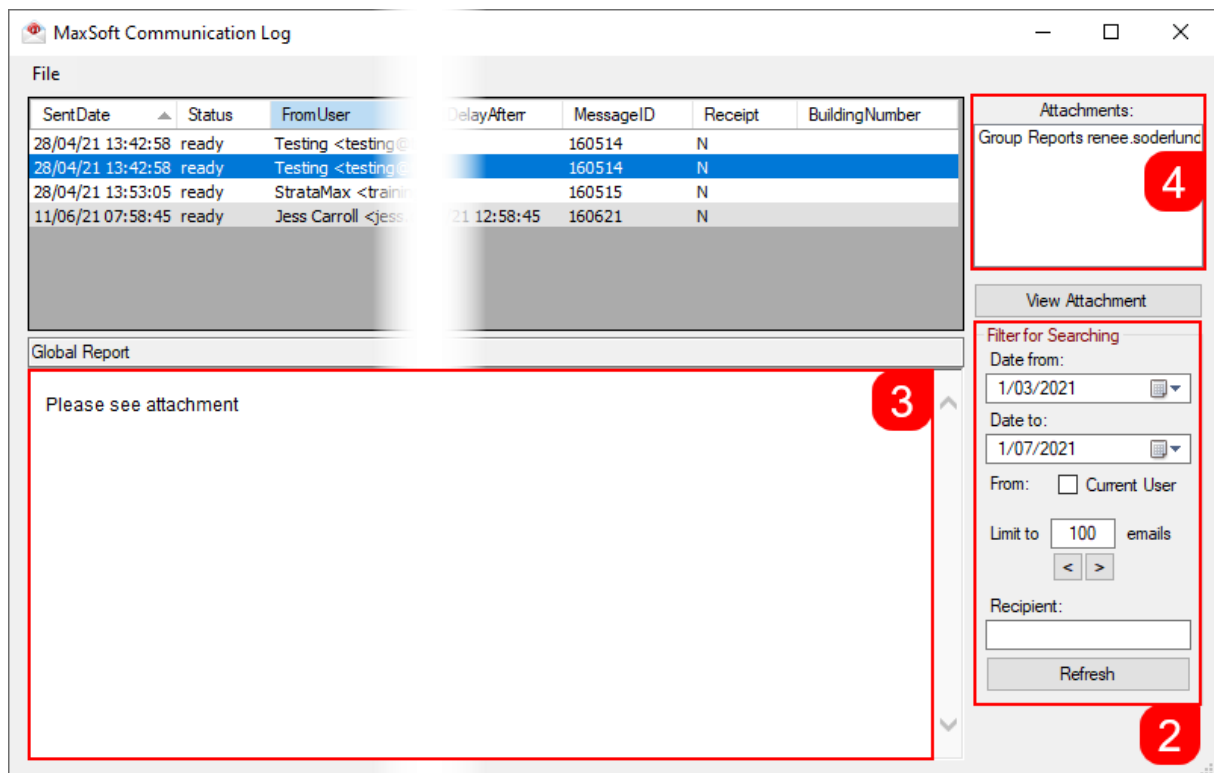 MaxSoft Communication Log
File
SentDate Status FromUser DelayAfterr MessageID Receipt BuildingNumber
28/04/21 13:42:58 ready Testing <testing@ 160514 N
28/04/21 13:42:58 ready Testing <testing@ 160514 N
28/04/21 13:53:05 ready StrataMax <training 160515 N
11/06/21 07:58:45 ready Jess Carroll <jess. 21 12:58:45 160621 N
Attachments:
Group Reports renee.soderlund
4
View Attachment
Global Report
Please see attachment
3
Filter for Searching
Date from:
1/03/2021
Date to:
1/07/2021
From: Current User
Limit to 100 emails
< >
Recipient:
Refresh
2